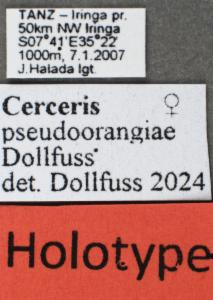 TANZ – Iringa pr.
50km NW Iringa
S07°41'E35°22'
1000m, 7.1.2007
J.Halada lgt.
Cerceris ♀
pseudoorangiae
Dollfuss
det. Dollfuss 2024
Holotype